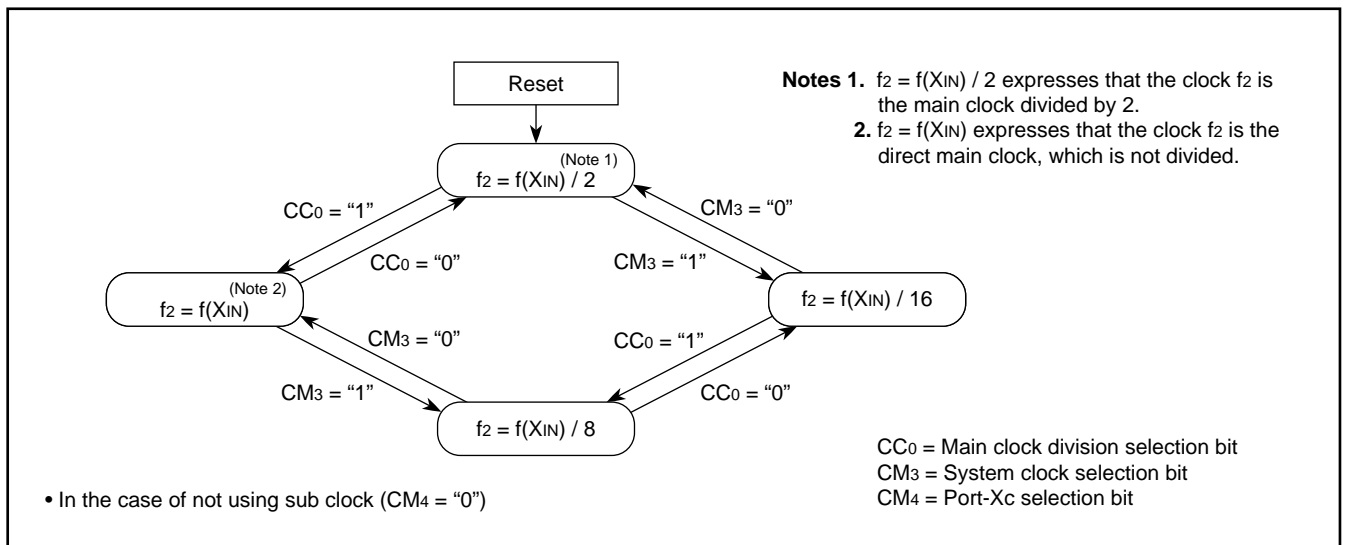 Reset
Notes 1. f2 = f(XIN) / 2 expresses that the clock f2 is
the main clock divided by 2.
2. f2 = f(XIN) expresses that the clock f2 is the
direct main clock, which is not divided.
(Note 1)
f2 = f(XIN) / 2
CC0 = “1”
CM3 = “0”
CC0 = “0”
CM3 = “1”
(Note 2)
f2 = f(XIN)
f2 = f(XIN) / 16
CM3 = “0”
CC0 = “1”
CM3 = “1”
CC0 = “0”
f2 = f(XIN) / 8
CC0 = Main clock division selection bit
CM3 = System clock selection bit
CM4 = Port-Xc selection bit
• In the case of not using sub clock (CM4 = “0”)